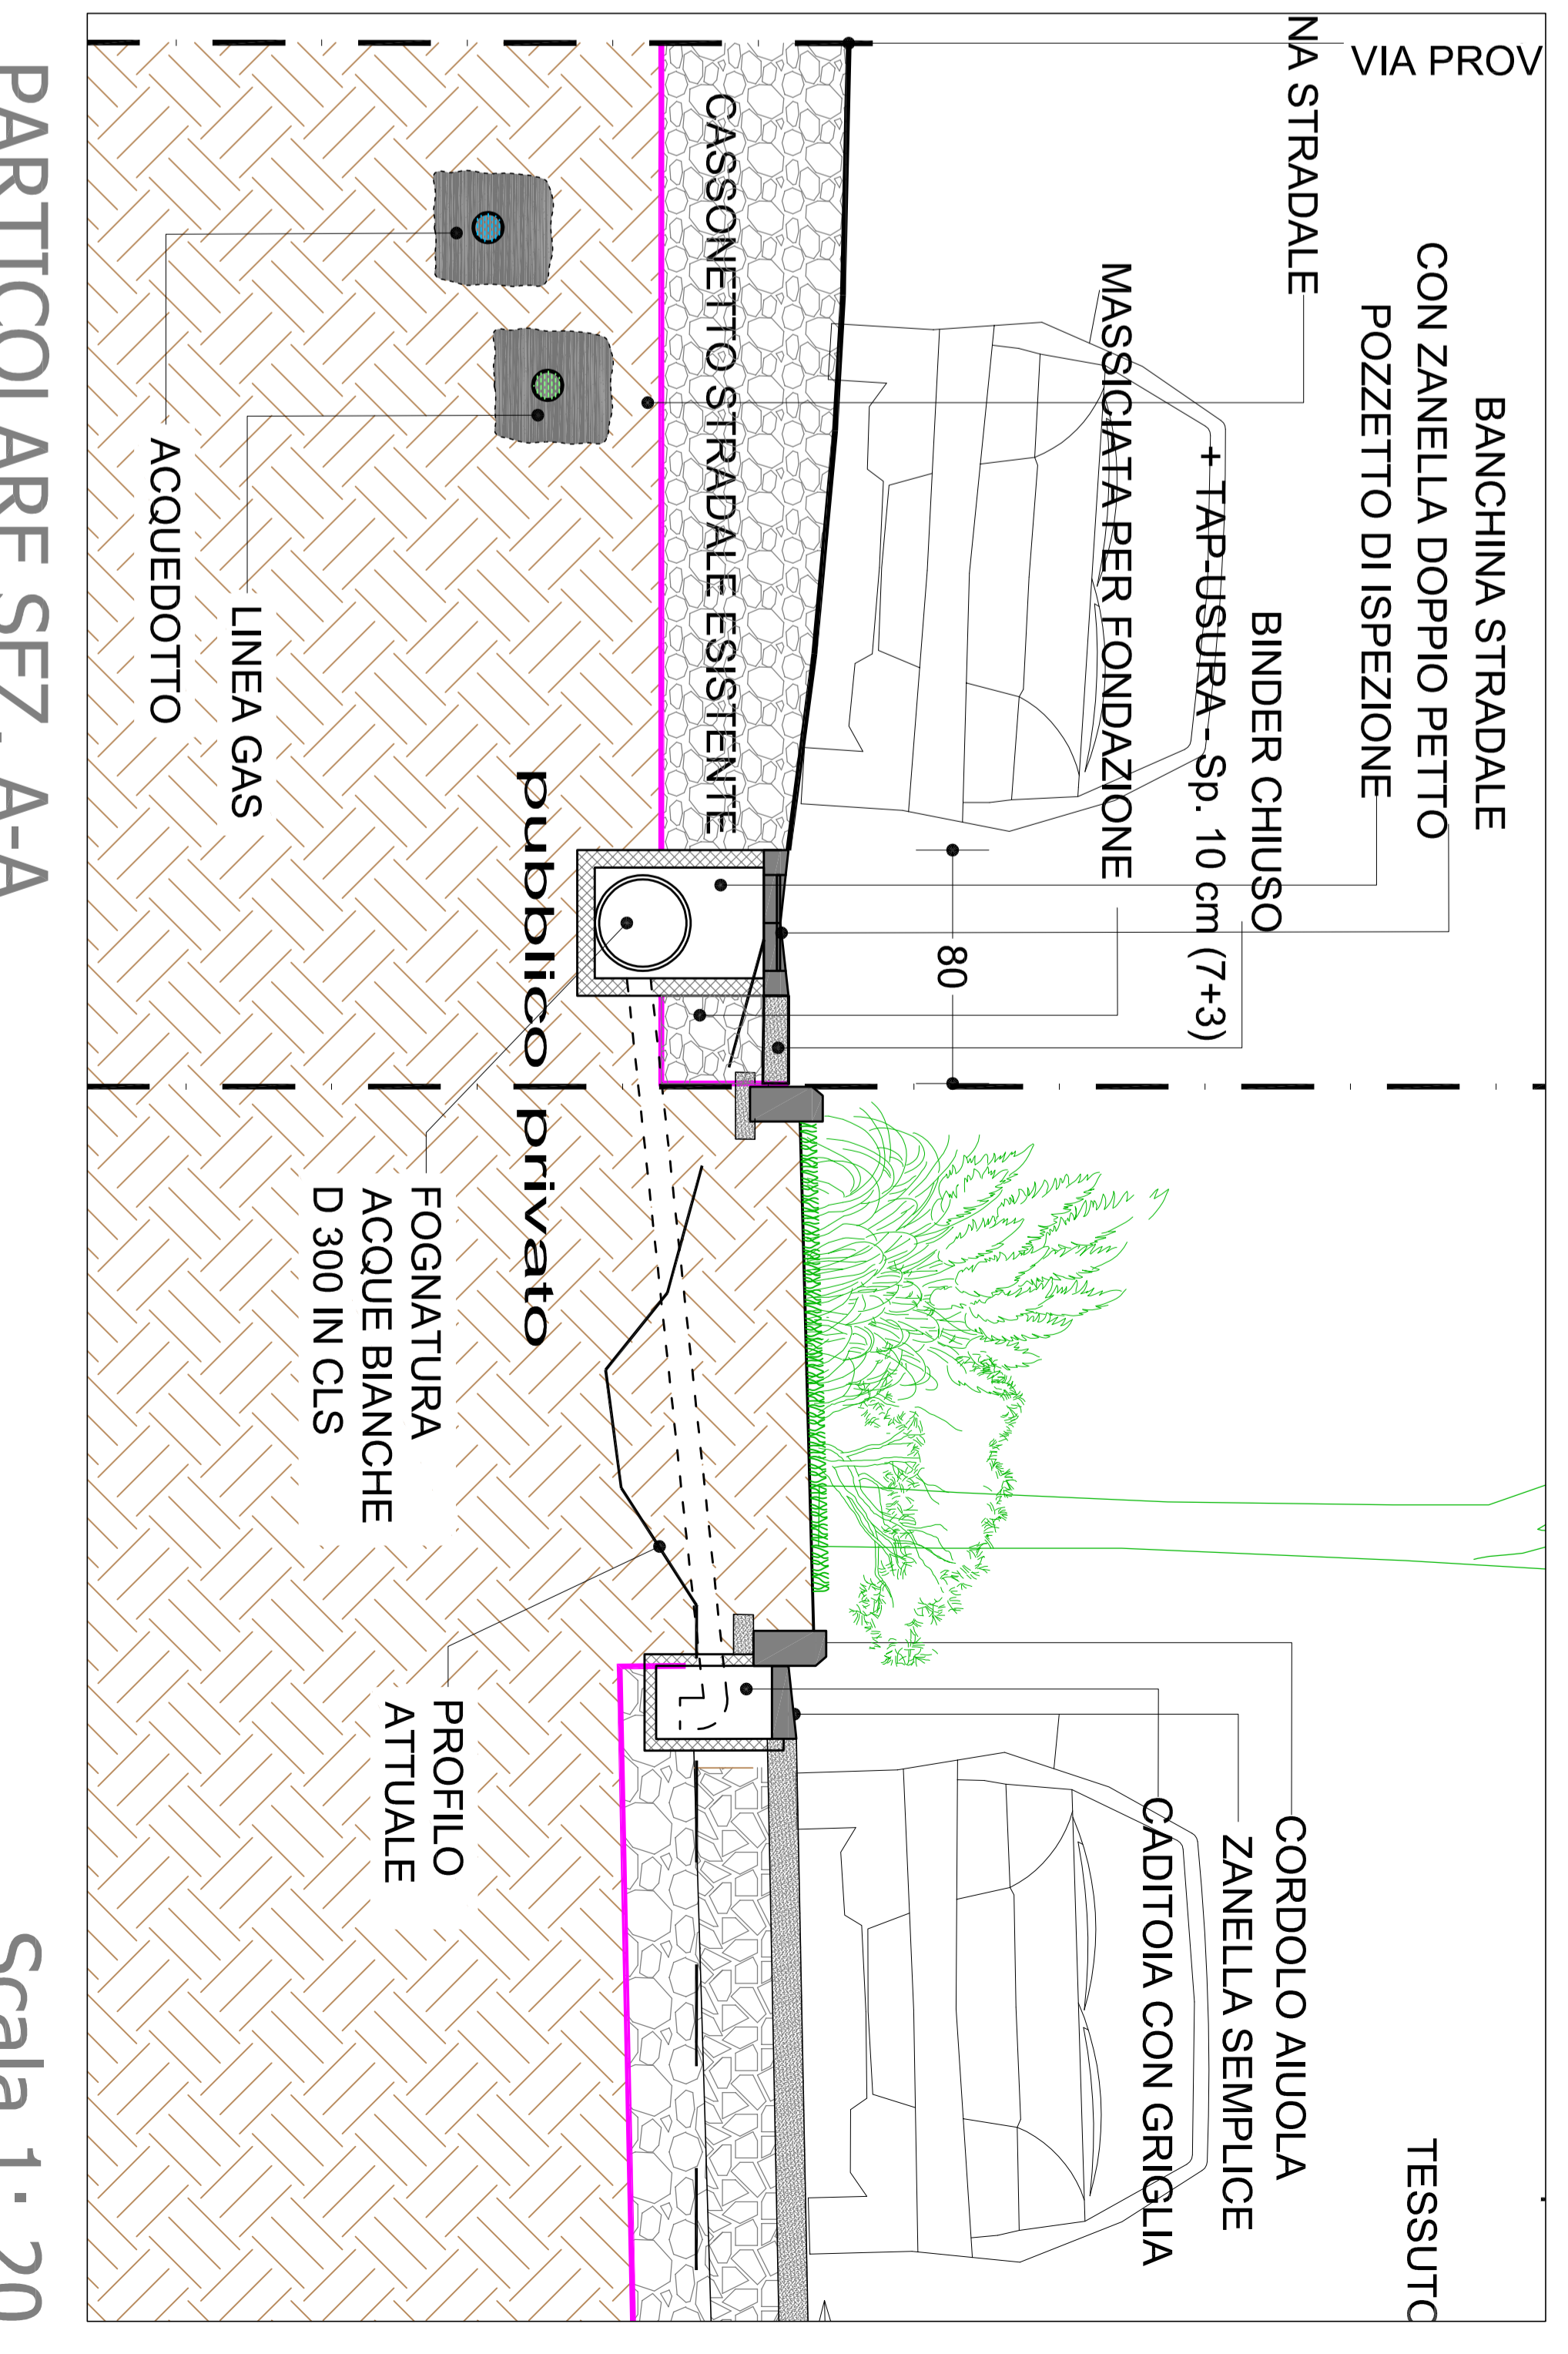 VIA PROV
NA STRADALE
BANCHINA STRADALE
CON ZANELLA DOPPIO PETTO
POZZETTO DI ISPEZIONE
BINDER CHIUSO
+ TAP-USURA - Sp. 10 cm (7+3)
MASSICIATA PER FONDAZIONE
80
CASSONETTO STRADALE ESISTENTE
TESSUTO
CORDOLO AIUOLA
ZANELLA SEMPLICE
CADITOIA CON GRIGLIA
pubblico privato
LINEA GAS
ACQUEDOTTO
FOGNATURA
ACQUE BIANCHE
D 300 IN CLS
PROFILO
ATTUALE
PARTICOLARE SEZ. A-A
Scala 1: 20